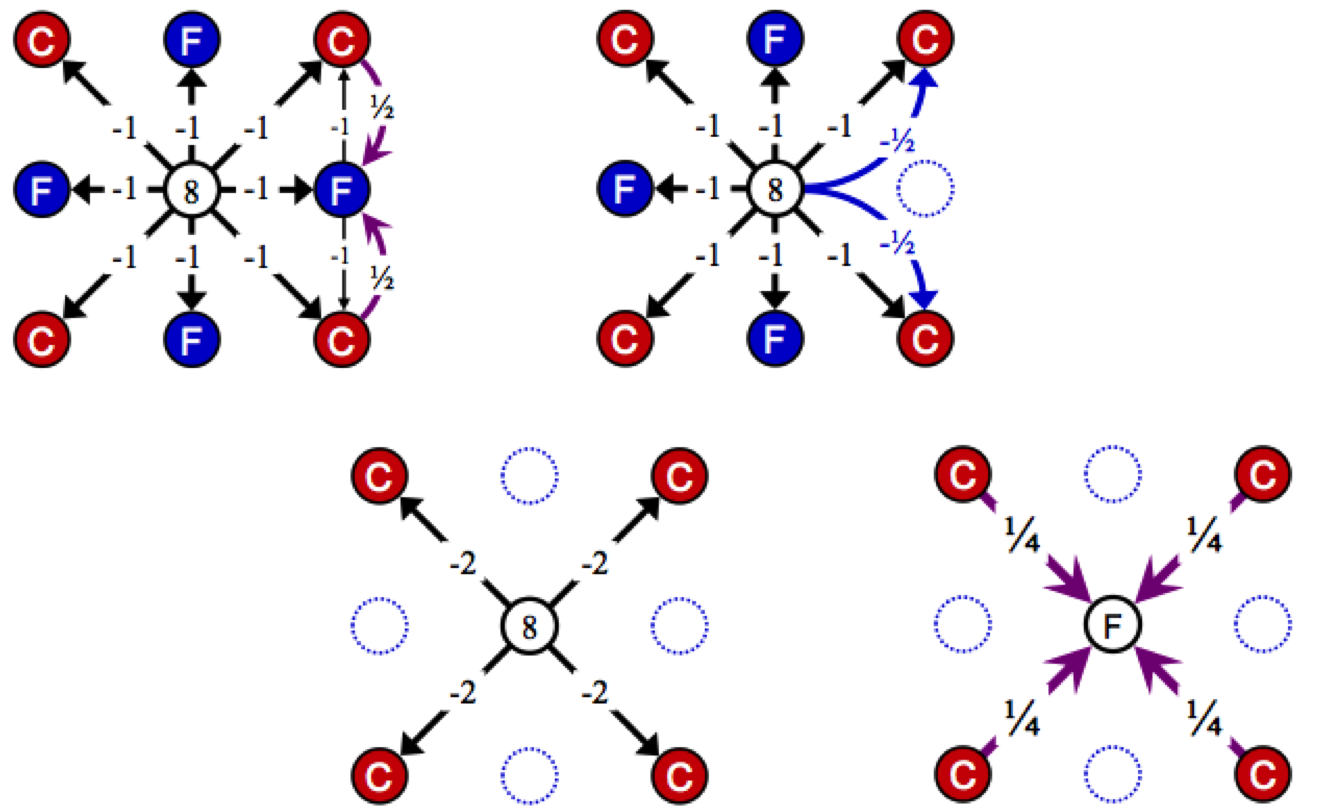 C F C C F C
½
-1 -1 -1 -1 -1 -1 -1
-½
F -1 8 -1 F F -1 8
-½
-1 -1 -1 -1 ½ -1 -1 -1
C F C C F C
C C C C
-2 -2 ¼ ¼
8 F
-2 -2 ¼ ¼
C C C C